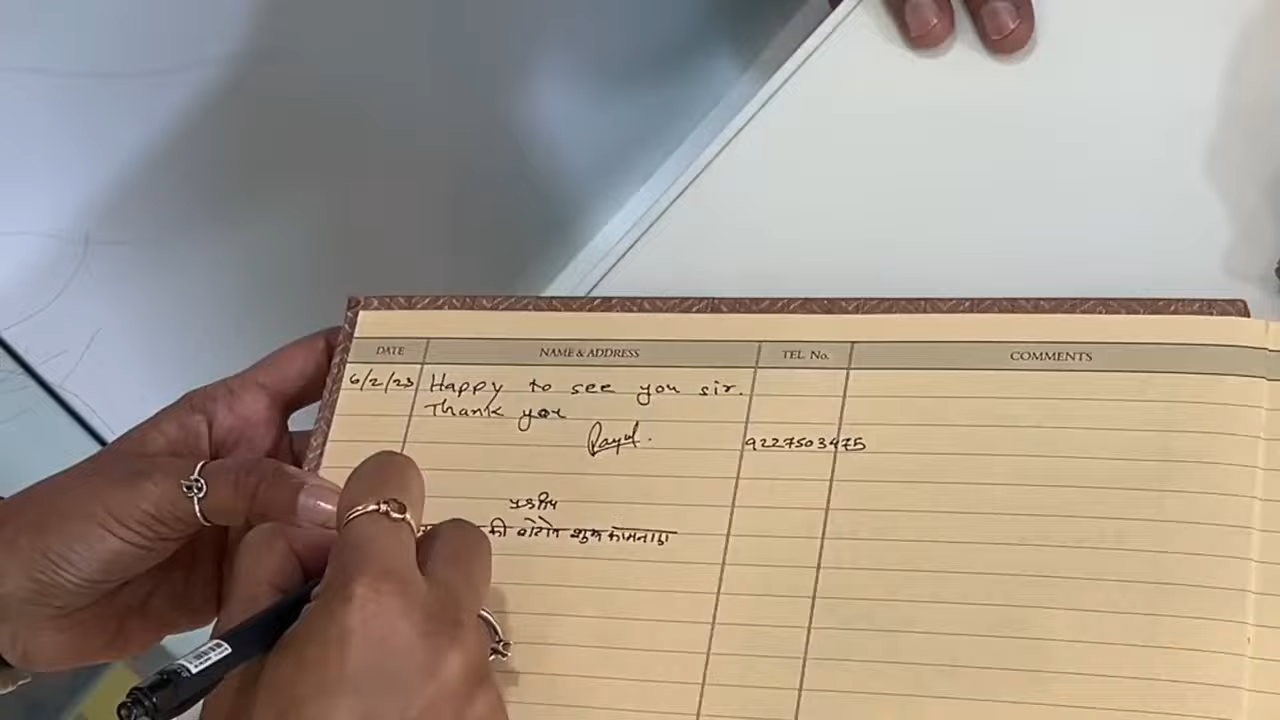 DATE NAME & ADDRESS TEL. No. COMMENTS
6/2/23 Happy to see you sir.
Thank you
Payal. 9227503475
की शुभकामनाए